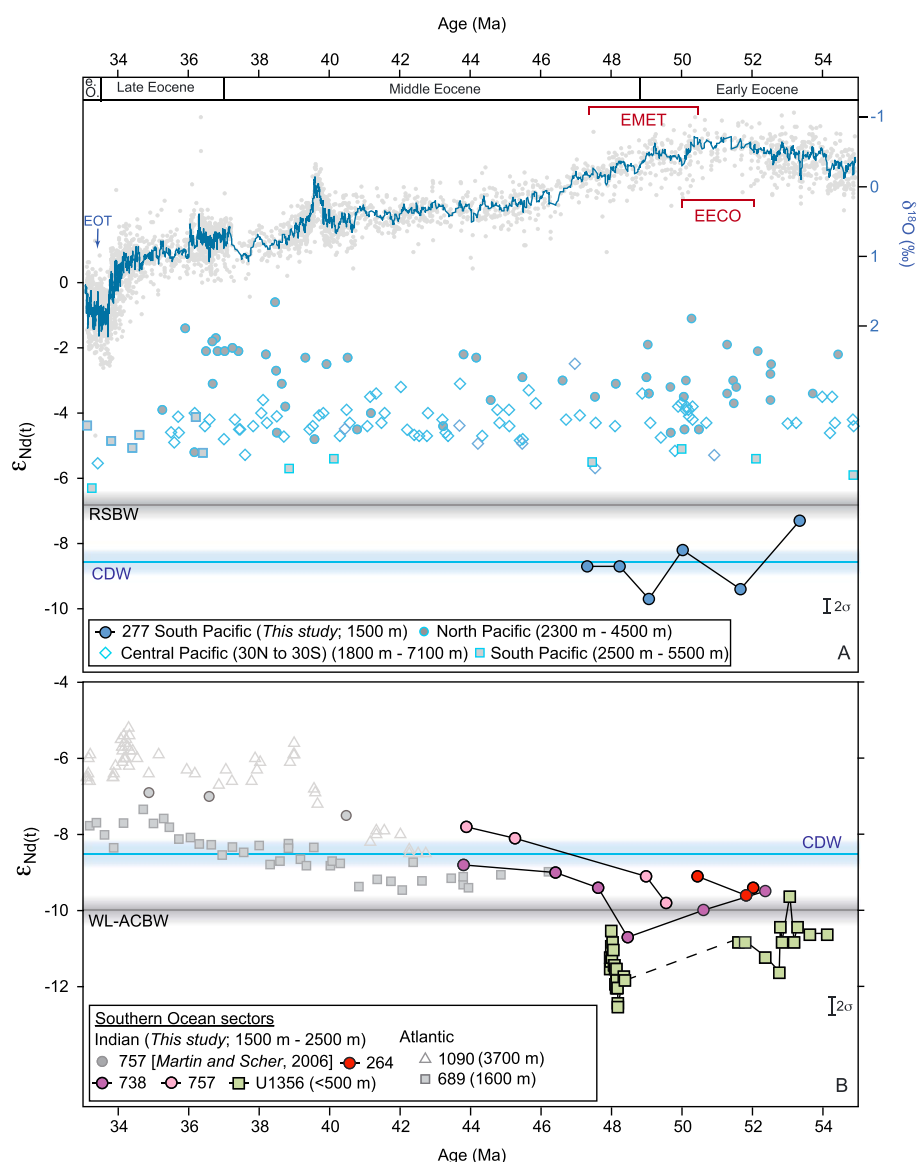 Age (Ma)
34 36 38 40 42 44 46 48 50 52 54
e. O. Late Eocene Middle Eocene Early Eocene
EMET
-1
0
EECO
EOT
δ18O (‰)
1
0
2
-2
-4
εNd(t)
-6
RSBW
-8
CDW
-10
2σ
277 South Pacific (This study; 1500 m) North Pacific (2300 m - 4500 m)
Central Pacific (30N to 30S) (1800 m - 7100 m) South Pacific (2500 m - 5500 m)
A
-4
-6
-8
CDW
εNd(t)
-10
WL-ACBW
-12
2σ
Southern Ocean sectors
Indian (This study; 1500 m - 2500 m) Atlantic
757 [Martin and Scher, 2006] 264 1090 (3700 m)
738 757 U1356 (<500 m) 689 (1600 m)
B
34 36 38 40 42 44 46 48 50 52 54
Age (Ma)